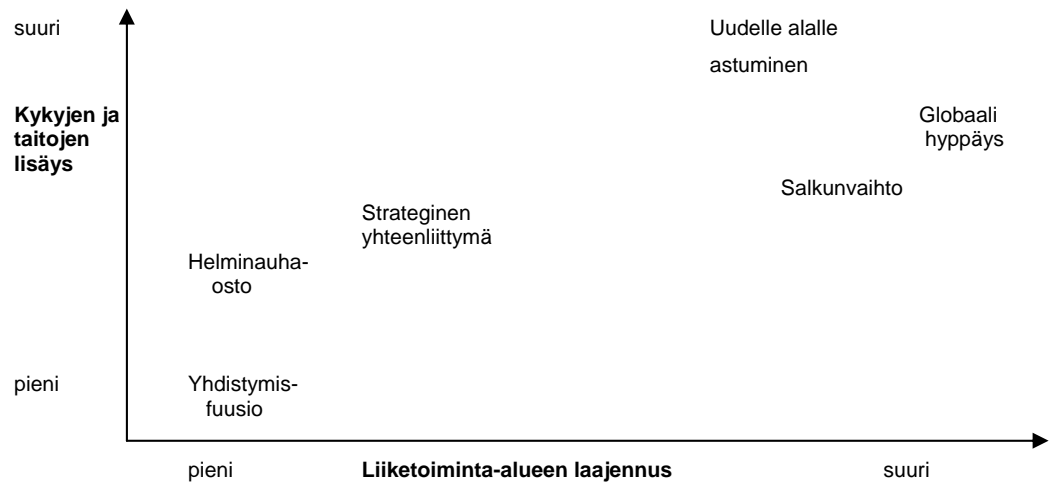 suuri
Uudelle alalle
astuminen
Kykyjen ja
taitojen
lisäys
Globaali
hyppäys
Salkunvaihto
Strateginen
yhteenliittymä
Helminauha-
osto
pieni
Yhdistymis-
fuusio
pieni
Liiketoiminta-alueen laajennus
suuri